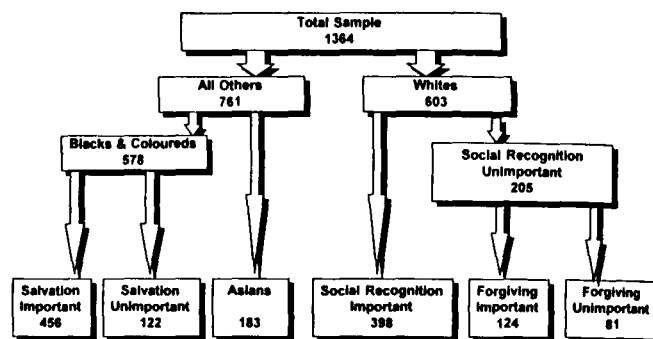 Total Sample
1364
All Others
761
Whites
603
Blacks & Coloureds
578
Social Recognition
Unimportant
205
Salvation
Important
456
Salvation
Unimportant
122
Asians
183
Social Recognition
Important
398
Forgiving
Important
124
Forgiving
Unimportant
81